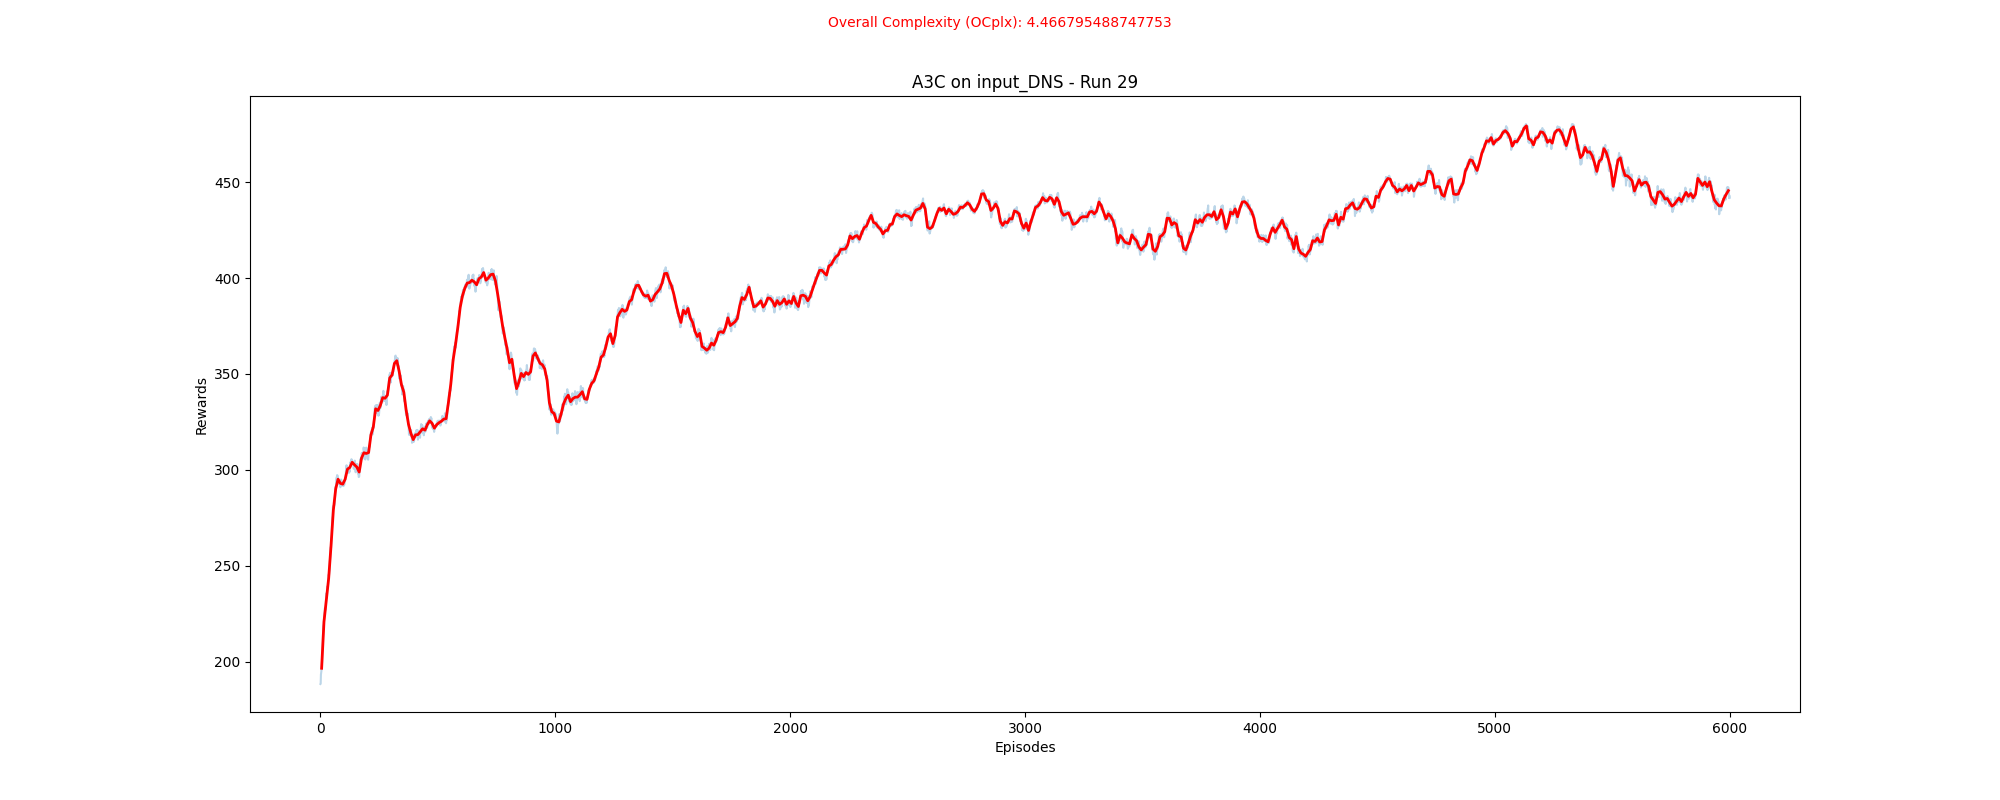 Overall Complexity (OCplx): 4.466795488747753
A3C on input_DNS - Run 29
450
400
350
300
250
200
Rewards
0 1000 2000 3000 4000 5000 6000
Episodes